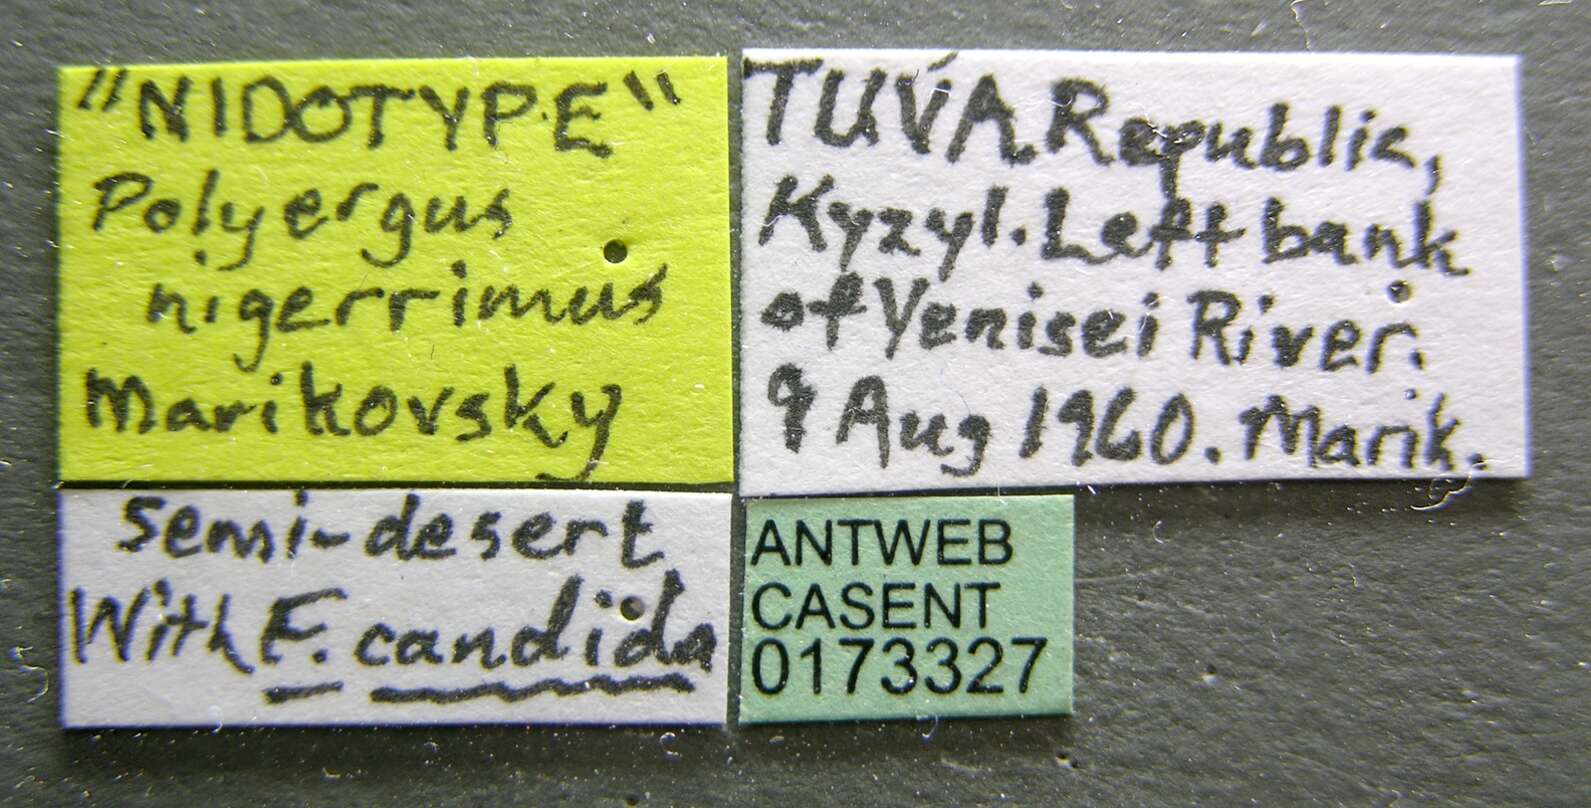 "NIDOTYPE"
Polyergus
nigerrimus
Marikovsky
TUVA. Republic,
Kyzyl. Left bank
of Yenisei River.
9 Aug 1960. Marik.
semi-desert
With F. candida
ANTWEB
CASENT
0173327